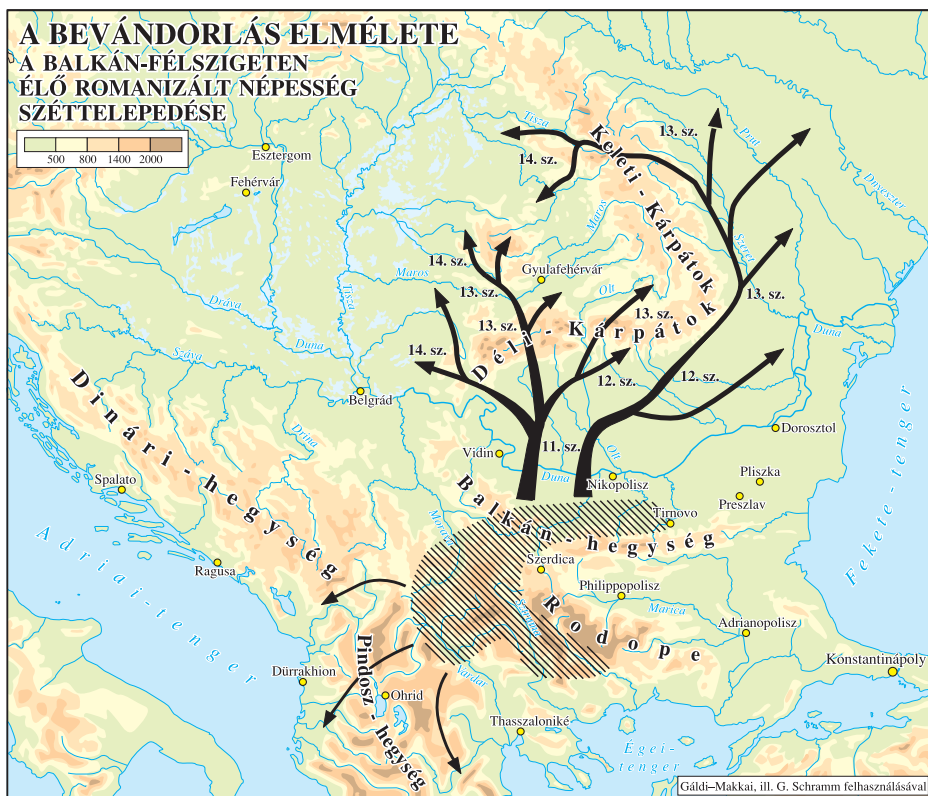 A BEVÁNDORLÁS ELMÉLETE
A BALKÁN-FÉLSZIGETEN
ÉLŐ ROMANIZÁLT NÉPESSÉG
SZÉTTELEPEDÉSE
500 800 1400 2000
Esztergom
Fehérvár
Tisza
14. sz.
13. sz.
Prut
Dnyeszter
Keleti - Kárpátok
Maros
Szeret
14. sz.
Maros
Gyulafehérvár
13. sz.
Olt
13. sz.
13. sz.
13. sz.
Déli - Kárpátok
Duna
Dráva
Tisza
Duna
Száva
14. sz.
12. sz.
12. sz.
Belgrád
Dinári-hegység
Drina
Dorosztol
11. sz.
Olt
Vidin
Duna
Nikopolisz
Pliszka
Preszlav
Spalato
Balkán-hegység
Tirnovo
Morava
Fekete-tenger
Adriai-tenger
Ragusa
Szerdica
Philippopolisz
Marica
Struma
Rodope
Adrianopolisz
Pindosz-hegység
Vardar
Konstantinápoly
Dürrakhion
Ohrid
Thasszaloniké
Égei-
tenger
Gáldi–Makkai, ill. G. Schramm felhasználásával